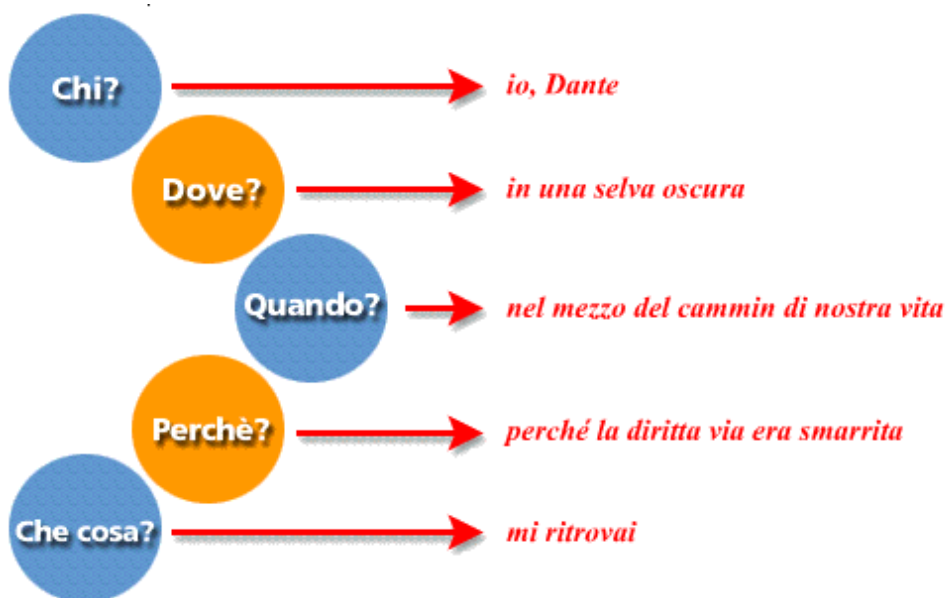 Chi?
io, Dante
Dove?
in una selva oscura
Quando?
nel mezzo del cammin di nostra vita
Perchè?
perché la diritta via era smarrita
Che cosa?
mi ritrovai